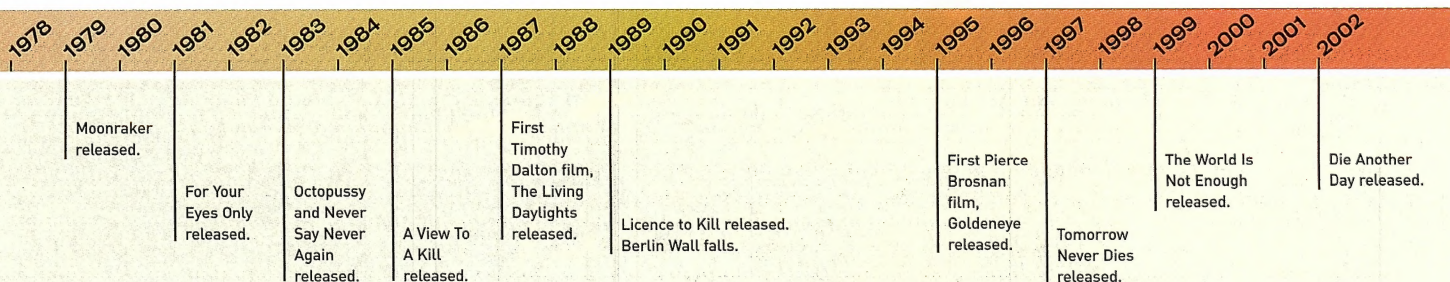 1978 1979 1980 1981 1982 1983 1984 1985 1986 1987 1988 1989 1990 1991 1992 1993 1994 1995 1996 1997 1998 1999 2000 2001 2002
Moonraker
released.
For Your
Eyes Only
released.
Octopussy
and Never
Say Never
Again
released.
A View To
A Kill
released.
First
Timothy
Dalton film,
The Living
Daylights
released.
Licence to Kill released.
Berlin Wall falls.
First Pierce
Brosnan
film,
Goldeneye
released.
Tomorrow
Never Dies
released.
The World Is
Not Enough
released.
Die Another
Day released.